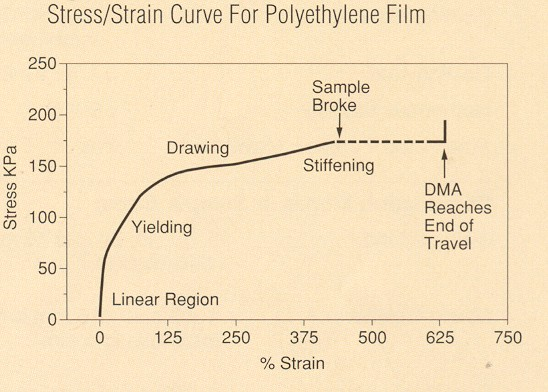 Stress/Strain Curve For Polyethylene Film
250
200
150
100
50
0
Stress KPa
Sample
Broke
Drawing
Stiffening
Yielding
DMA
Reaches
End of
Travel
Linear Region
0
125
250
375
500
625
750
% Strain